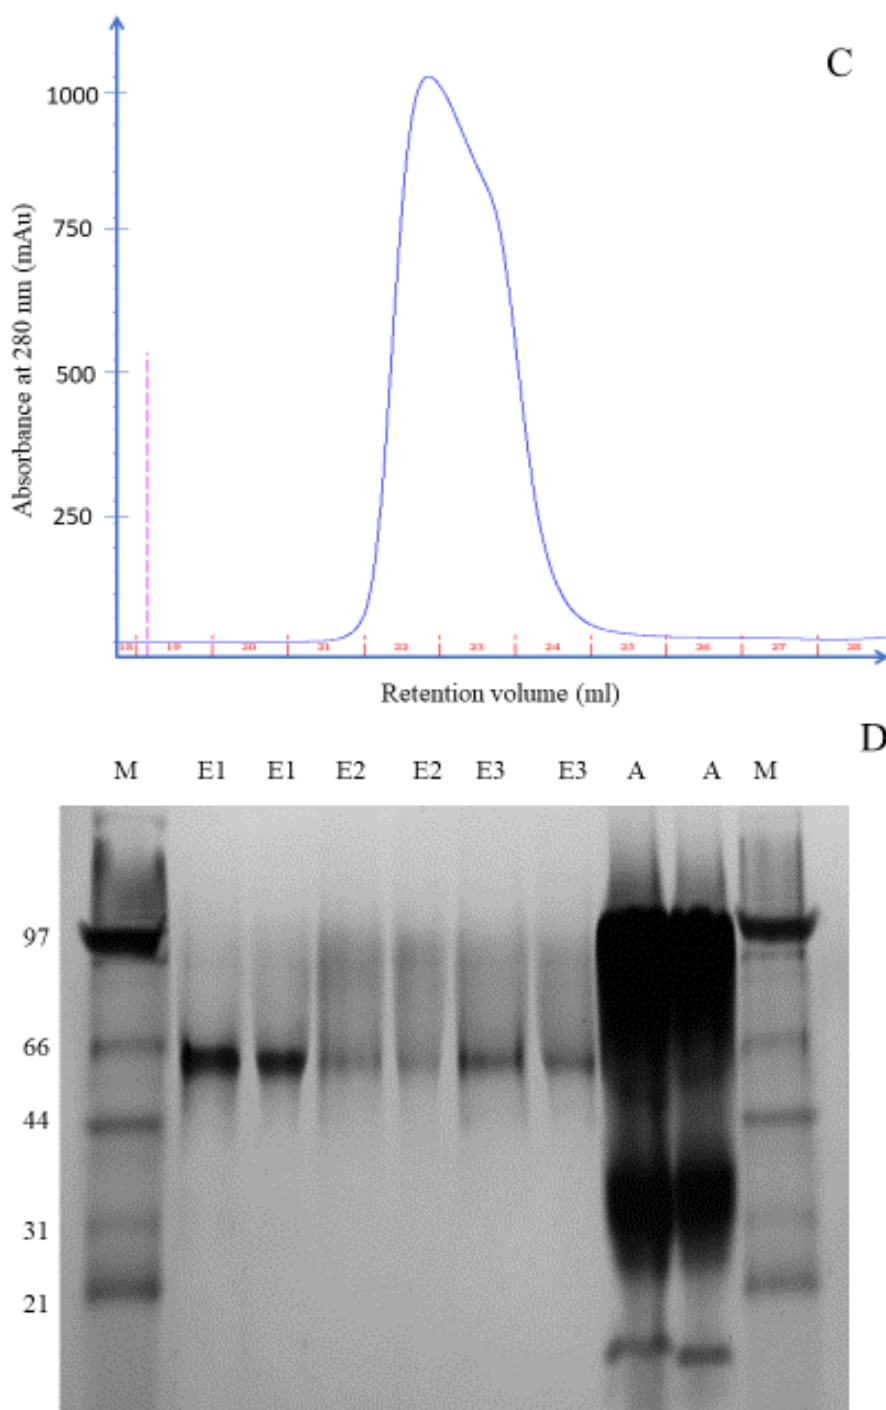 C
1000
750
500
250
Absorbance at 280 nm (mAu)
18 19 20 21 22 23 24 25 26 27 28
Retention volume (ml)
D
M E1 E1 E2 E2 E3 E3 A A M
97
66
44
31
21